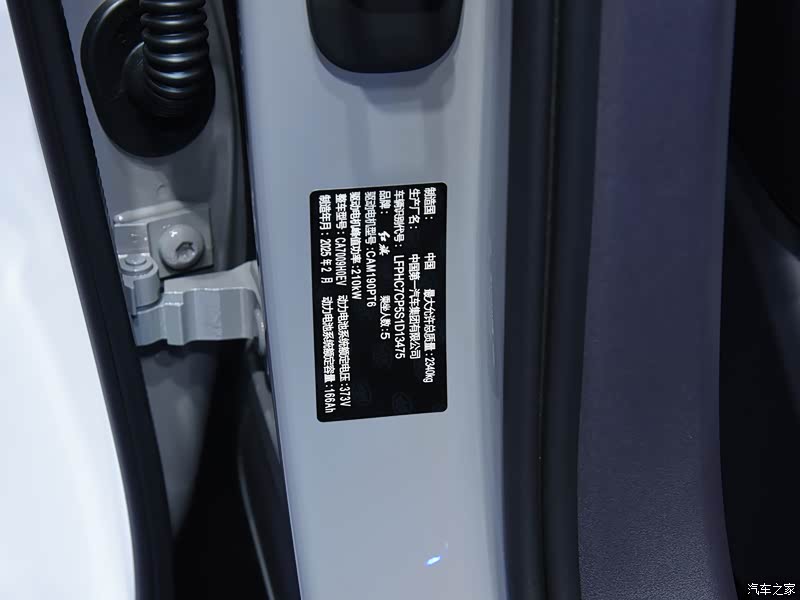 制造国： 中国 最大允许总质量：2340kg
生产厂名： 中国第一汽车集团有限公司
车辆识别代号： LFPHC7CP5S1D13475
品牌： 红旗 乘坐人数：5
驱动电机型号：CAM190PT6
驱动电机峰值功率：210kW 动力电池系统额定电压：373V
整车型号：CA7009H0EV 动力电池系统额定容量：166Ah
制造年月：2025年2月
汽车之家